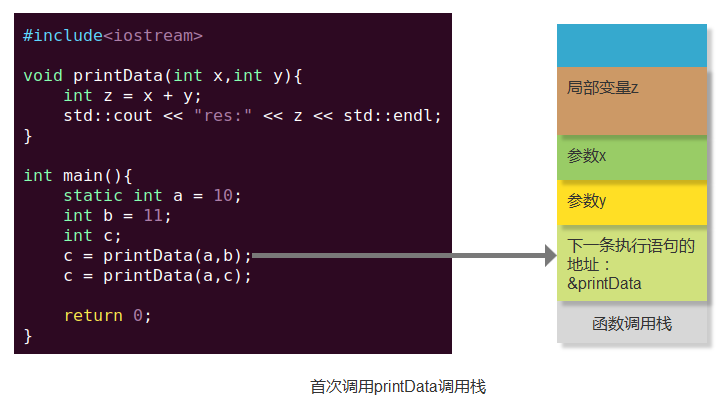 #include<iostream>
void printData(int x,int y){
int z = x + y;
std::cout << "res:" << z << std::endl;
}
int main(){
static int a = 10;
int b = 11;
int c;
c = printData(a,b);
c = printData(a,c);
return 0;
}
局部变量z
参数x
参数y
下一条执行语句的
地址：
&printData
函数调用栈
首次调用printData调用栈